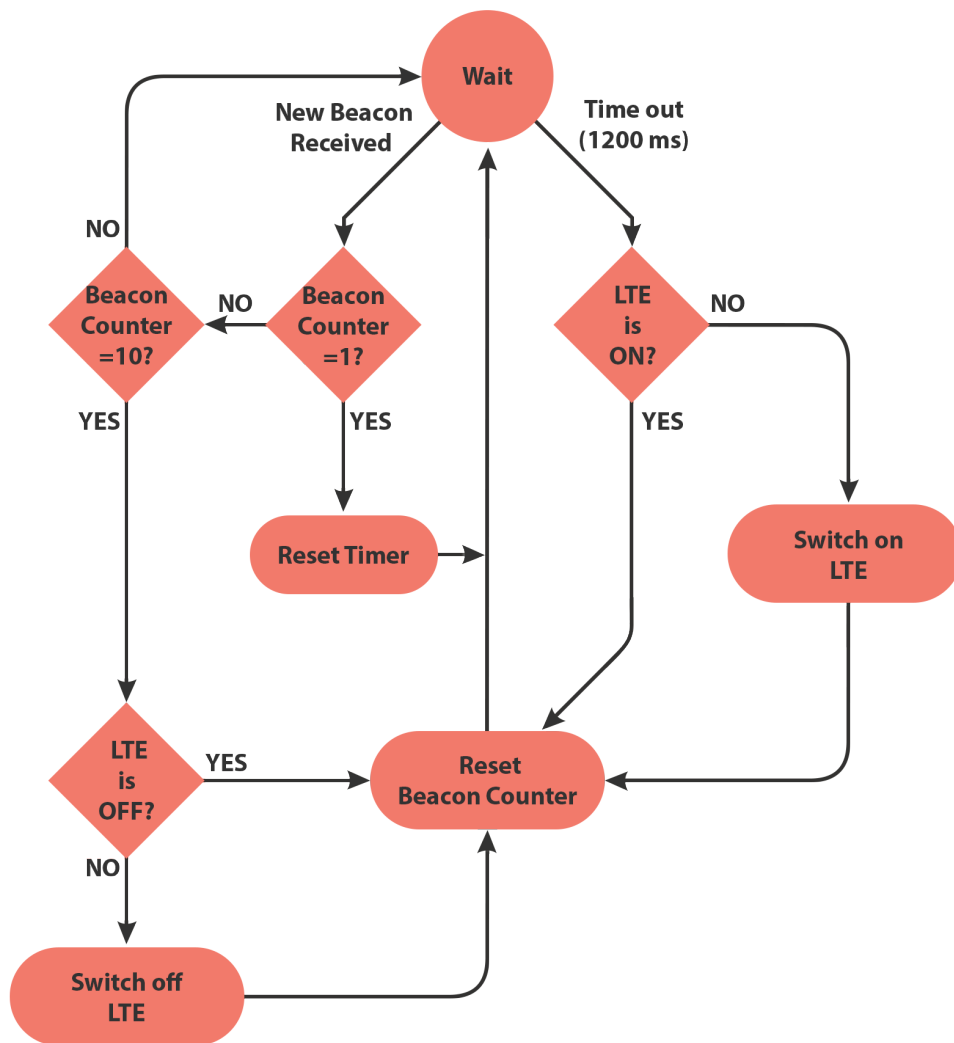 Wait
New Beacon
Received
Time out
(1200 ms)
NO
Beacon
Counter
=10?
NO
Beacon
Counter
=1?
LTE
is
ON?
NO
YES
YES
YES
Reset Timer
Switch on
LTE
LTE
is
OFF?
YES
Reset
Beacon Counter
NO
Switch off
LTE